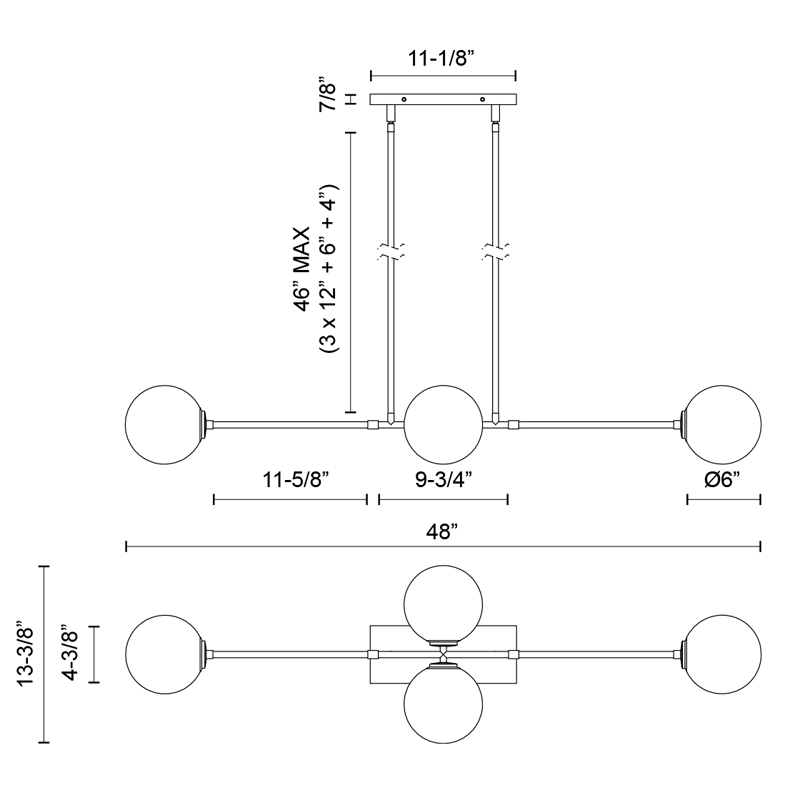 11-1/8”
7/8”
46” MAX
(3 x 12” + 6” + 4”)
11-5/8”
9-3/4”
Ø6”
48”
13-3/8”
4-3/8”